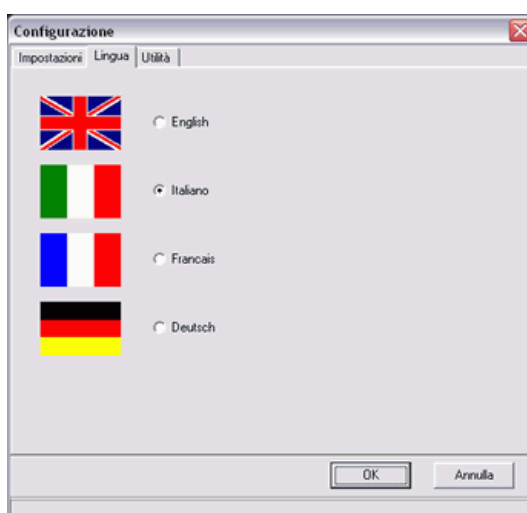 Configurazione
Impostazioni Lingua Utilità
English
Italiano
Francais
Deutsch
OK Annulla